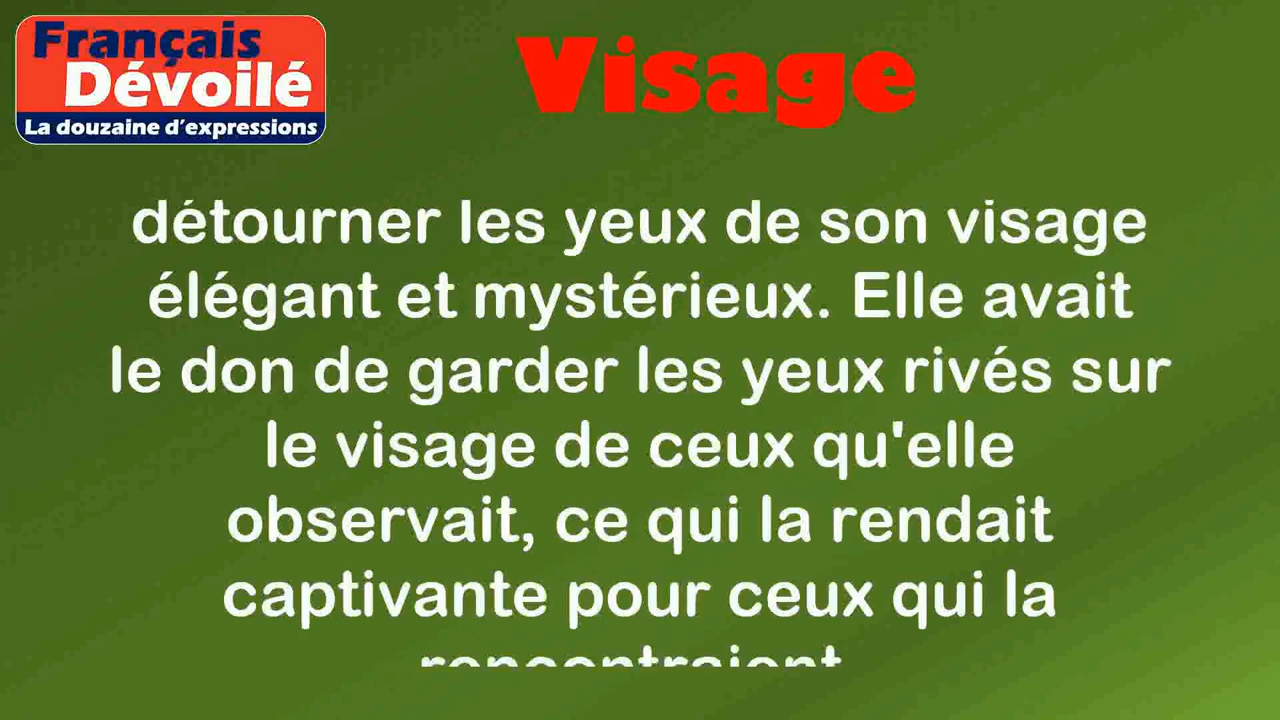 Français
Dévoilé
La douzaine d'expressions
Visage
détourner les yeux de son visage
élégant et mystérieux. Elle avait
le don de garder les yeux rivés sur
le visage de ceux qu'elle
observait, ce qui la rendait
captivante pour ceux qui la
rencontraient